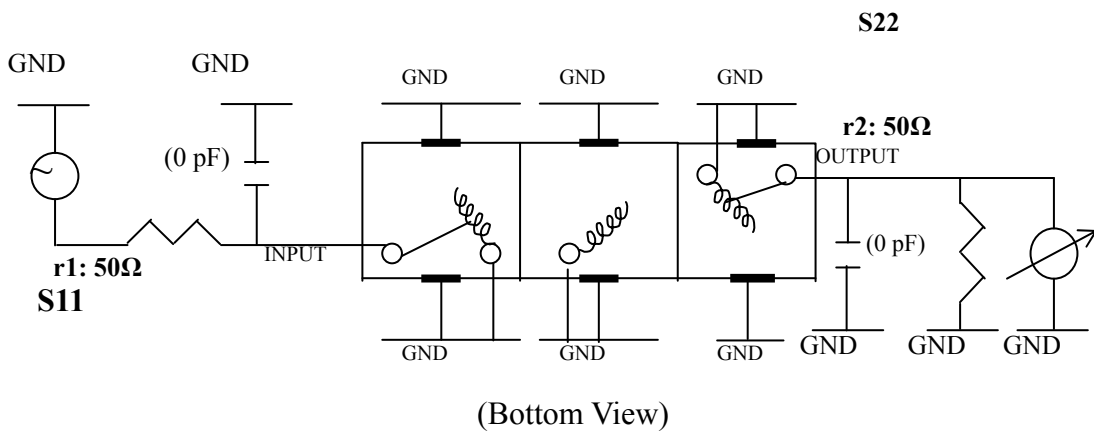 S22
GND
GND
GND
GND
GND
r2: 50Ω
(0 pF)
OUTPUT
INPUT
(0 pF)
r1: 50Ω
S11
GND
GND
GND
GND
GND
GND
(Bottom View)